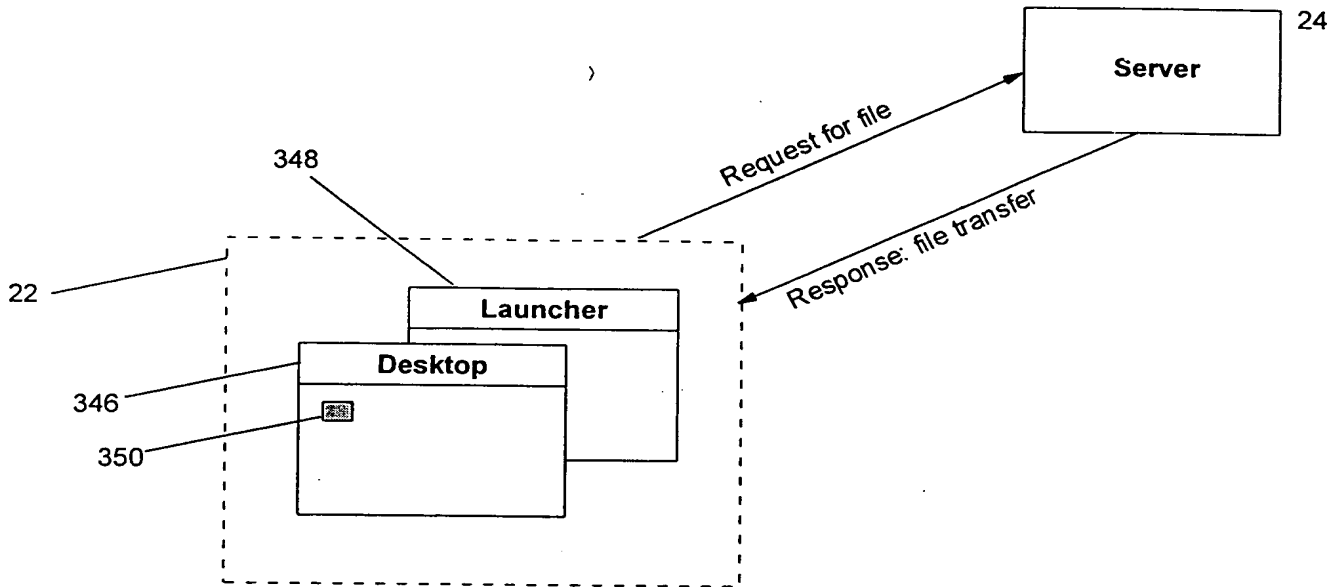 24
Server
Request for file
348
Response: file transfer
22
Launcher
Desktop
346
350